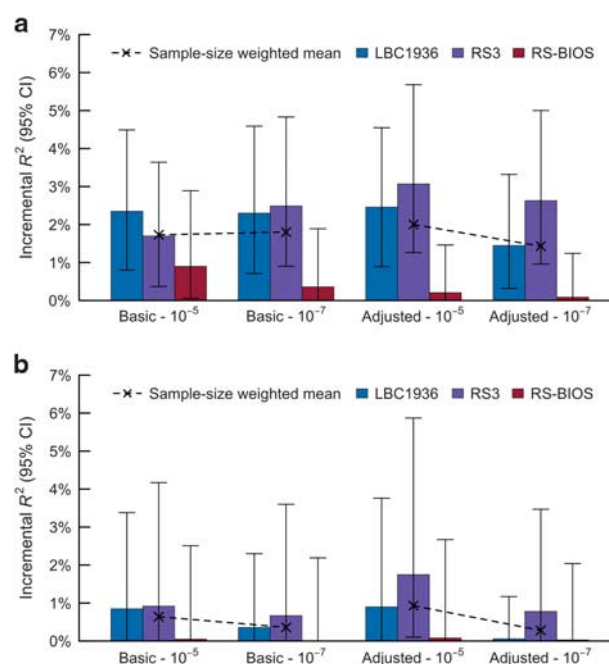 a
7%
Sample-size weighted mean LBC1936 RS3 RS-BIOS
6%
5%
4%
3%
2%
1%
0%
Incremental R² (95% CI)
Basic - 10⁻⁵ Basic - 10⁻⁷ Adjusted - 10⁻⁵ Adjusted - 10⁻⁷
b
7%
Sample-size weighted mean LBC1936 RS3 RS-BIOS
6%
5%
4%
3%
2%
1%
0%
Incremental R² (95% CI)
Basic - 10⁻⁵ Basic - 10⁻⁷ Adjusted - 10⁻⁵ Adjusted - 10⁻⁷